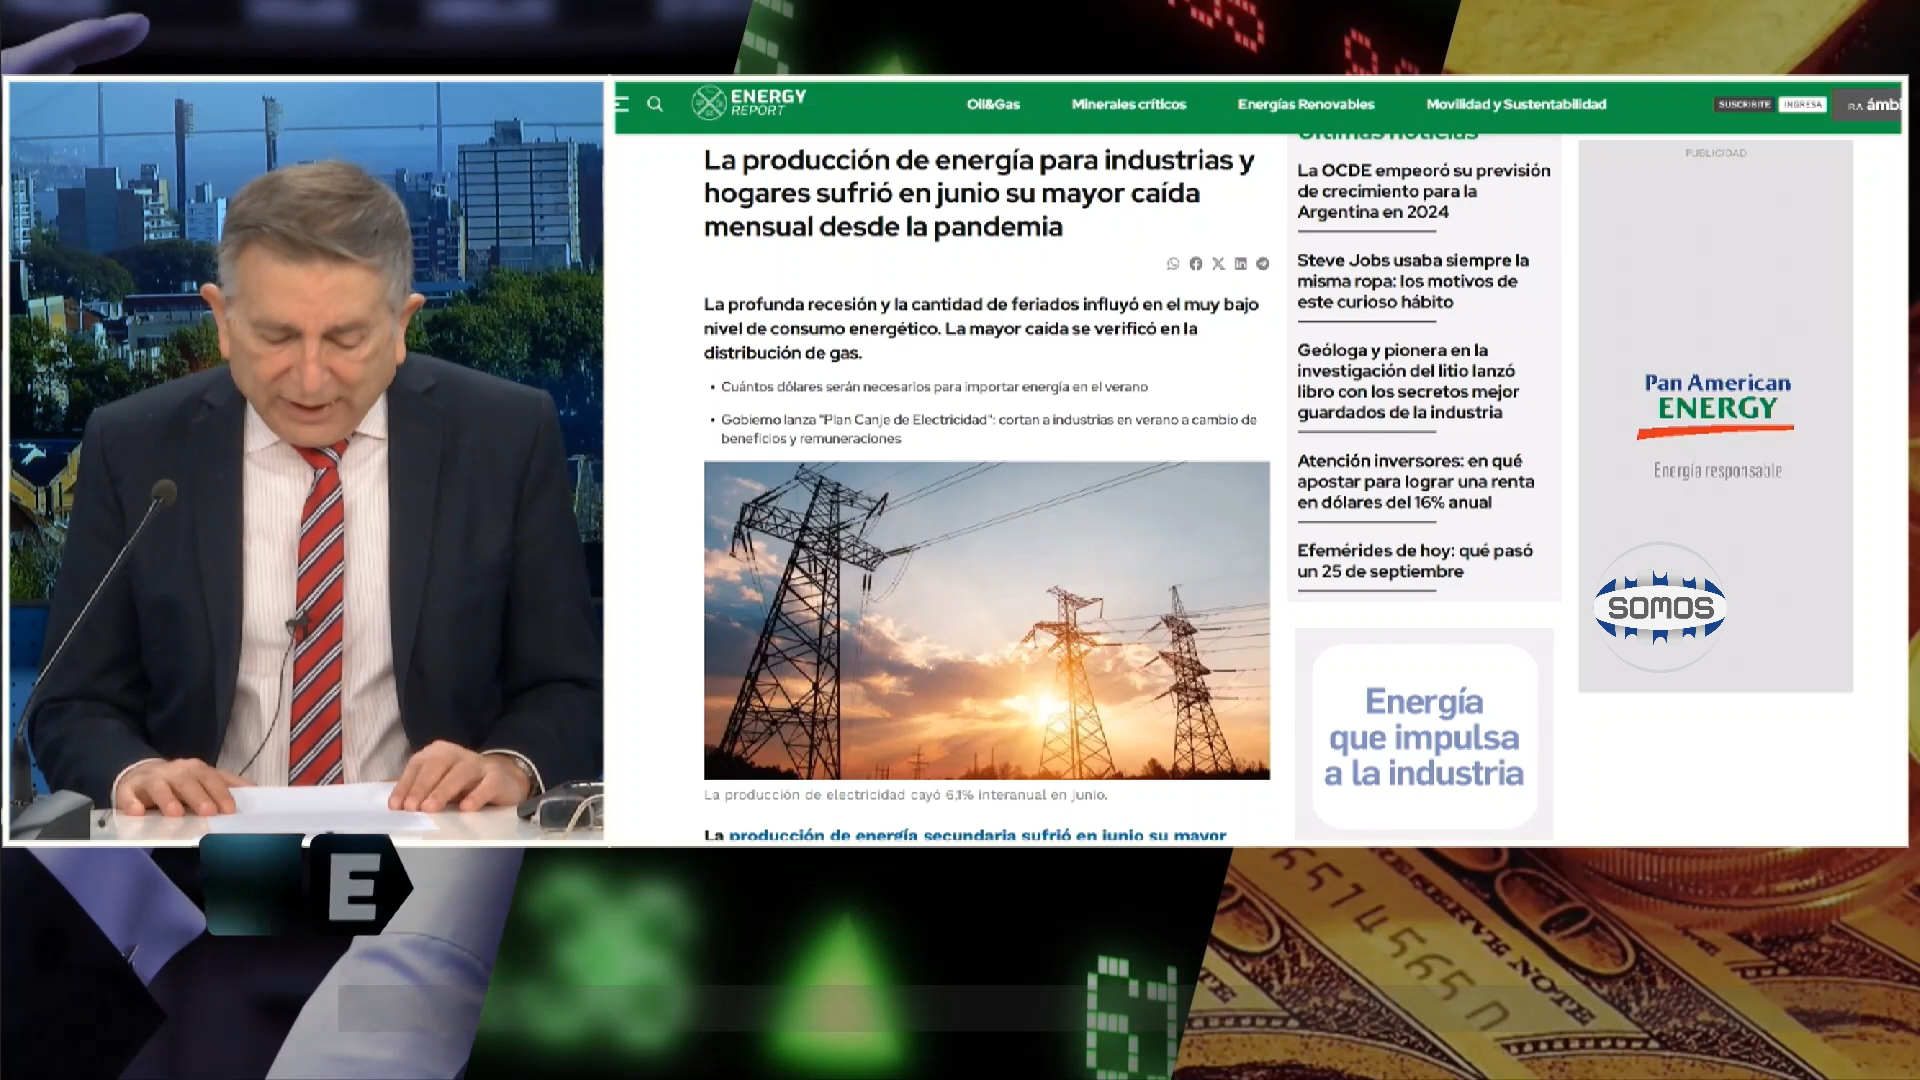 ENERGY
REPORT
Oil&Gas
Minerales críticos
Energías Renovables
Movilidad y Sustentabilidad
SUSCRIBITE
INGRESA
La producción de energía para industrias y
hogares sufrió en junio su mayor caída
mensual desde la pandemia
La profunda recesión y la cantidad de feriados influyó en el muy bajo
nivel de consumo energético. La mayor caída se verificó en la
distribución de gas.
• Cuántos dólares serán necesarios para importar energía en el verano
• Gobierno lanza "Plan Canje de Electricidad": cortan a industrias en verano a cambio de
beneficios y remuneraciones
La producción de electricidad cayó 6,1% interanual en junio.
La producción de energía secundaria sufrió en junio su mayor
Últimas noticias
La OCDE empeoró su previsión
de crecimiento para la
Argentina en 2024
Steve Jobs usaba siempre la
misma ropa: los motivos de
este curioso hábito
Geóloga y pionera en la
investigación del litio lanzó
libro con los secretos mejor
guardados de la industria
Atención inversores: en qué
apostar para lograr una renta
en dólares del 16% anual
Efemérides de hoy: qué pasó
un 25 de septiembre
Energía
que impulsa
a la industria
PUBLICIDAD
Pan American
ENERGY
Energía responsable
SOMOS
E
61
514565
SERVE NOTE